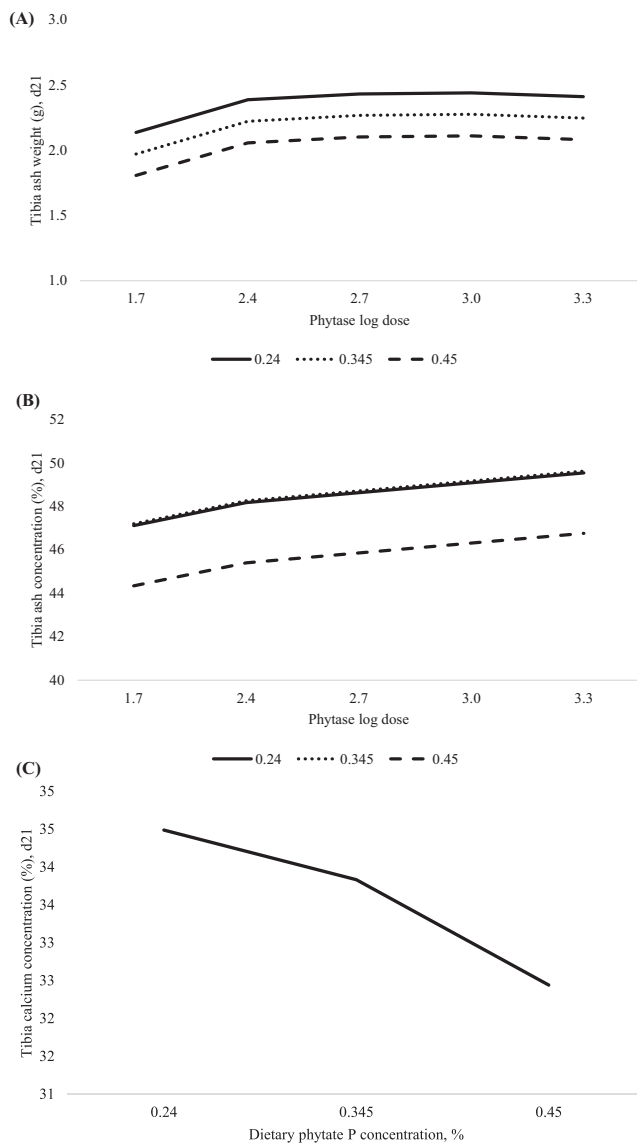 (A)
Tibia ash weight (g), d21
3.0
2.5
2.0
1.5
1.0
1.7 2.4 2.7 3.0 3.3
Phytase log dose
0.24 0.345 0.45
(B)
Tibia ash concentration (%), d21
52
50
48
46
44
42
40
1.7 2.4 2.7 3.0 3.3
Phytase log dose
0.24 0.345 0.45
(C)
Tibia calcium concentration (%), d21
35
35
34
34
33
33
32
32
31
0.24 0.345 0.45
Dietary phytate P concentration, %